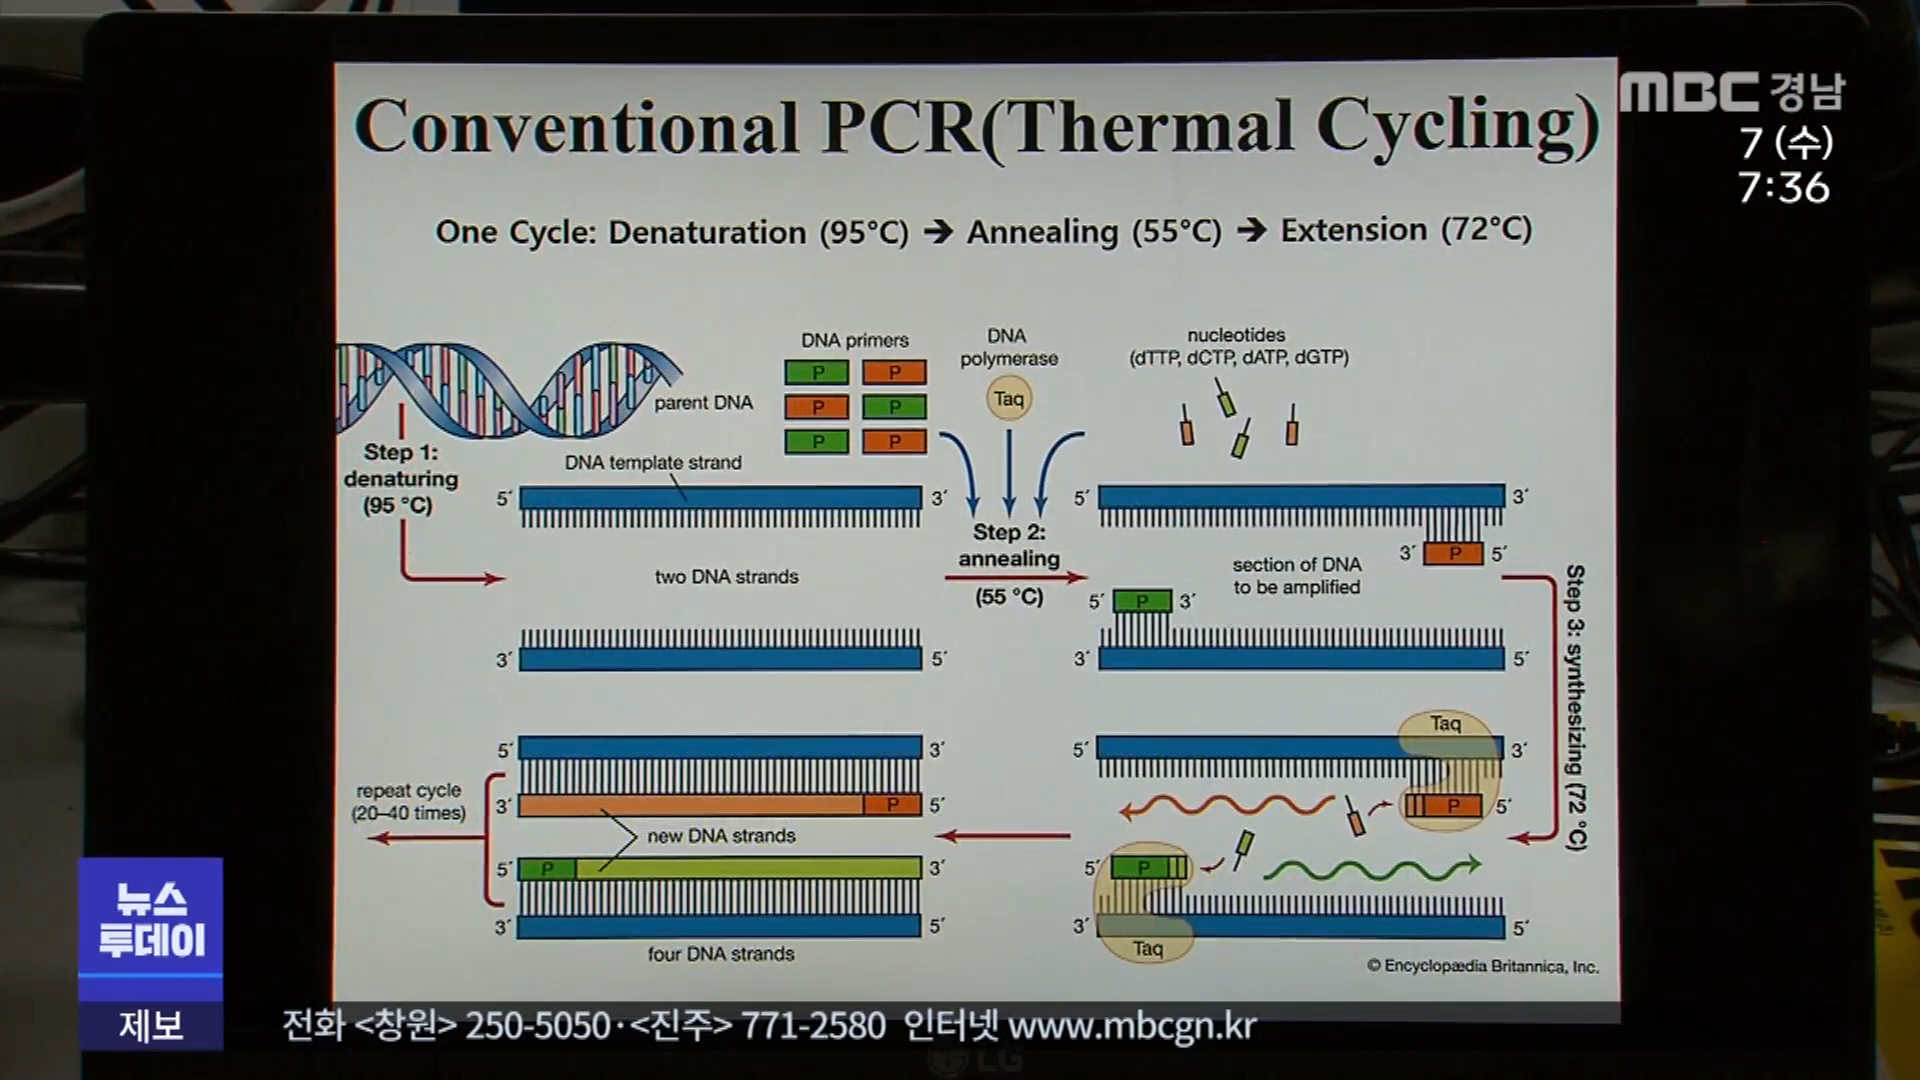 Conventional PCR(Thermal Cycling)
MBC 경남
7 (수)
7:36
One Cycle: Denaturation (95°C) ➔ Annealing (55°C) ➔ Extension (72°C)
parent DNA
DNA primers
P P
P P
P P
DNA
polymerase
Taq
nucleotides
(dTTP, dCTP, dATP, dGTP)
Step 1:
denaturing
(95 °C)
DNA template strand
5´ 3´
two DNA strands
3´ 5´
Step 2:
annealing
(55 °C)
5´ 3´
3´ P 5´
section of DNA
to be amplified
5´ P 3´
3´ 5´
Step 3: synthesizing (72 °C)
Taq
5´ 3´
P 5´
5´ P
3´ 5´
Taq
5´ 3´
3´ P 5´
new DNA strands
5´ P 3´
3´ 5´
four DNA strands
repeat cycle
(20–40 times)
© Encyclopædia Britannica, Inc.
뉴스
투데이
제보
전화 <창원> 250-5050·<진주> 771-2580 인터넷 www.mbcgn.kr
LG